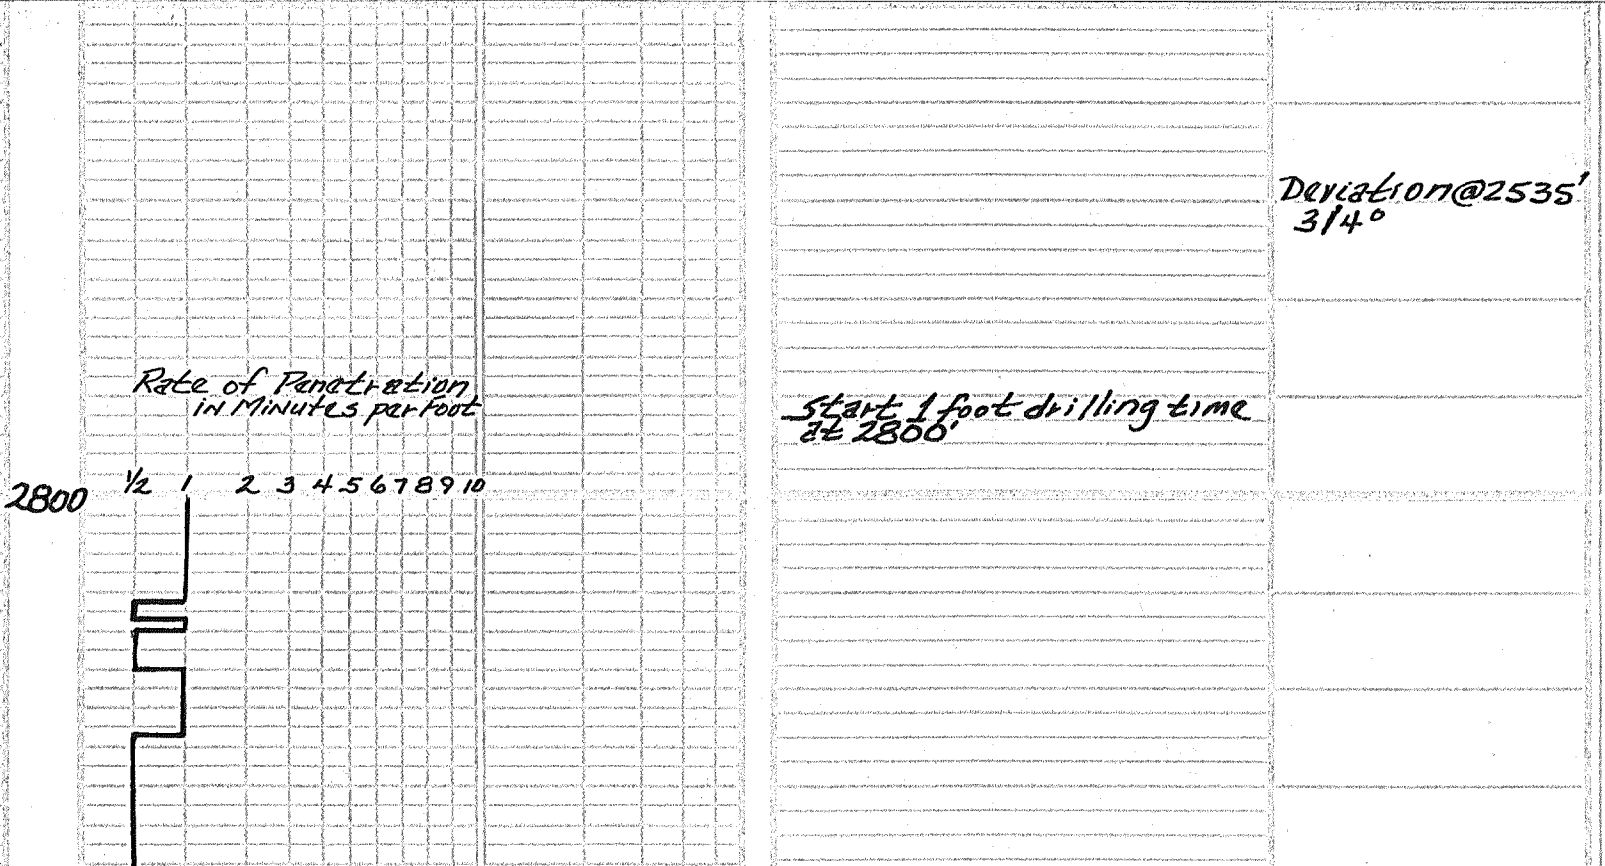 Deviation@2535'
3/4°
Rate of Penetration
in Minutes per Foot
Start 1 foot drilling time
at 2800'
1/2 1 2 3 4 5 6 7 8 9 10
2800